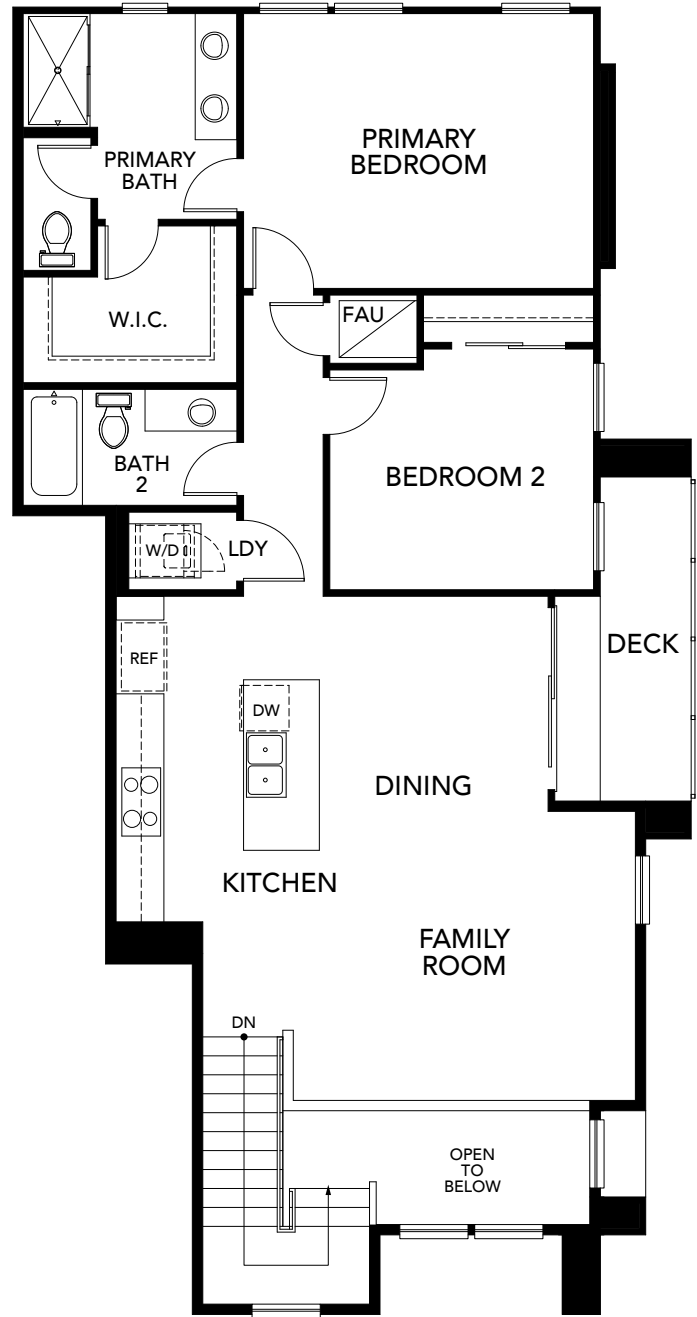 PRIMARY
BEDROOM
PRIMARY
BATH
W.I.C.
FAU
BATH
2
BEDROOM 2
W/D
LDY
REF
DECK
DW
DINING
KITCHEN
FAMILY
ROOM
DN
OPEN
TO
BELOW